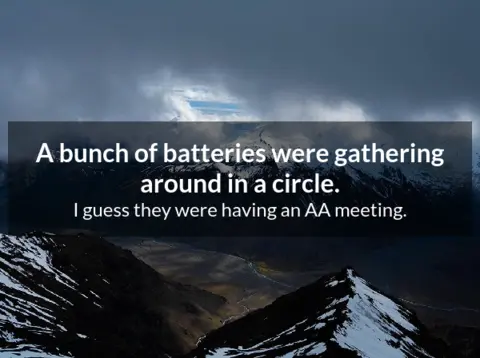 A bunch of batteries were gathering
around in a circle.
I guess they were having an AA meeting.